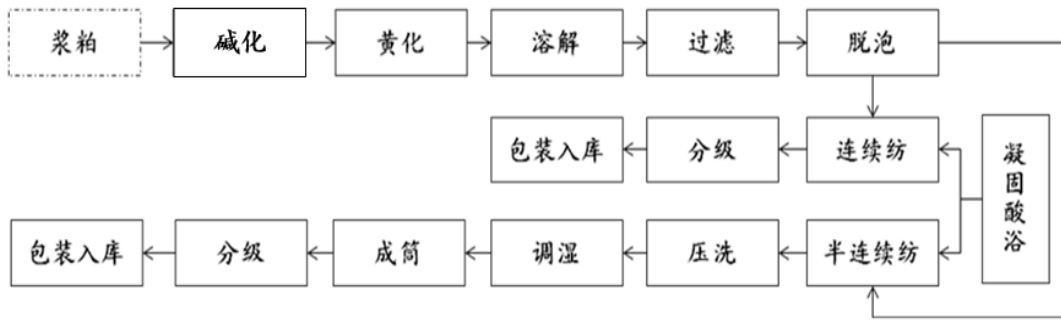 浆粕
碱化
黄化
溶解
过滤
脱泡
包装入库
分级
连续纺
凝固酸浴
包装入库
分级
成筒
调湿
压洗
半连续纺